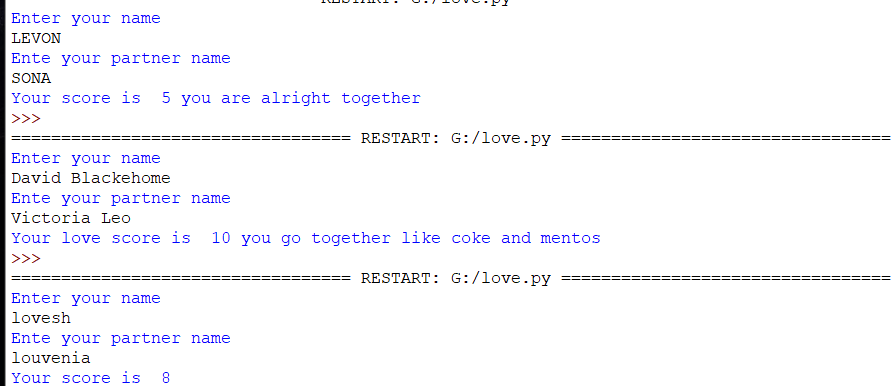 RESTART: G:/love.py
Enter your name
LEVON
Ente your partner name
SONA
Your score is  5 you are alright together
>>>
================================== RESTART: G:/love.py =================================
Enter your name
David Blackehome
Ente your partner name
Victoria Leo
Your love score is  10 you go together like coke and mentos
>>>
================================== RESTART: G:/love.py =================================
Enter your name
lovesh
Ente your partner name
louvenia
Your score is  8